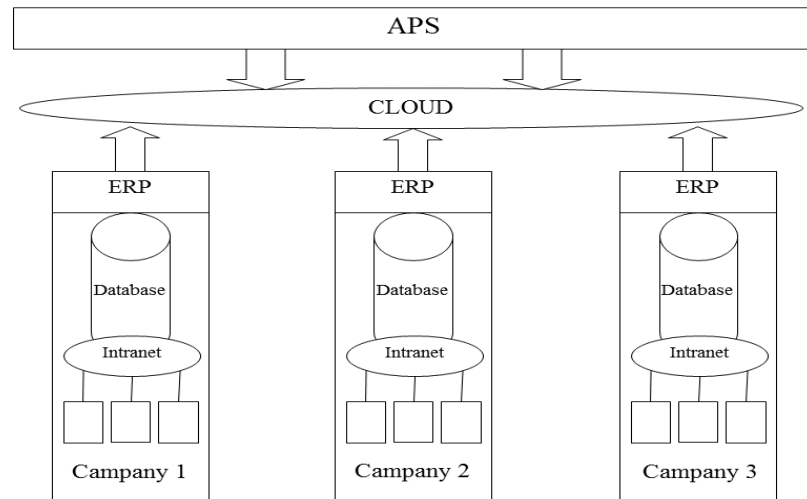 APS
CLOUD
ERP
ERP
ERP
Database
Database
Database
Intranet
Intranet
Intranet
Campany 1
Campany 2
Campany 3